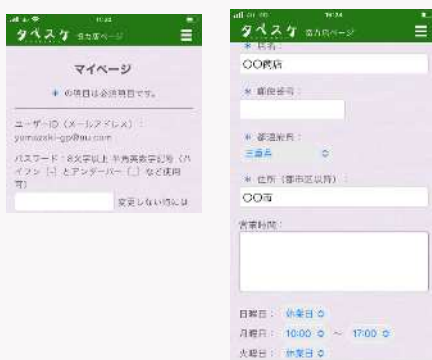 タベスケ 協力店ページ
マイページ
* の項目は必須項目です。
ユーザーID (メールアドレス) :
yamazaki-gp@au.com
パスワード：8文字以上 半角英数字記号 (ハ
イフン [-] とアンダーバー [_] など使用
可)
変更しない時には
タベスケ 協力店ページ
* 店名 :
〇〇商店
* 郵便番号 :
* 都道府県 :
三重県
* 住所 (都市区以降) :
〇〇市
営業時間 :
日曜日 : 休業日
月曜日 : 10:00 ～ 17:00
火曜日 : 休業日